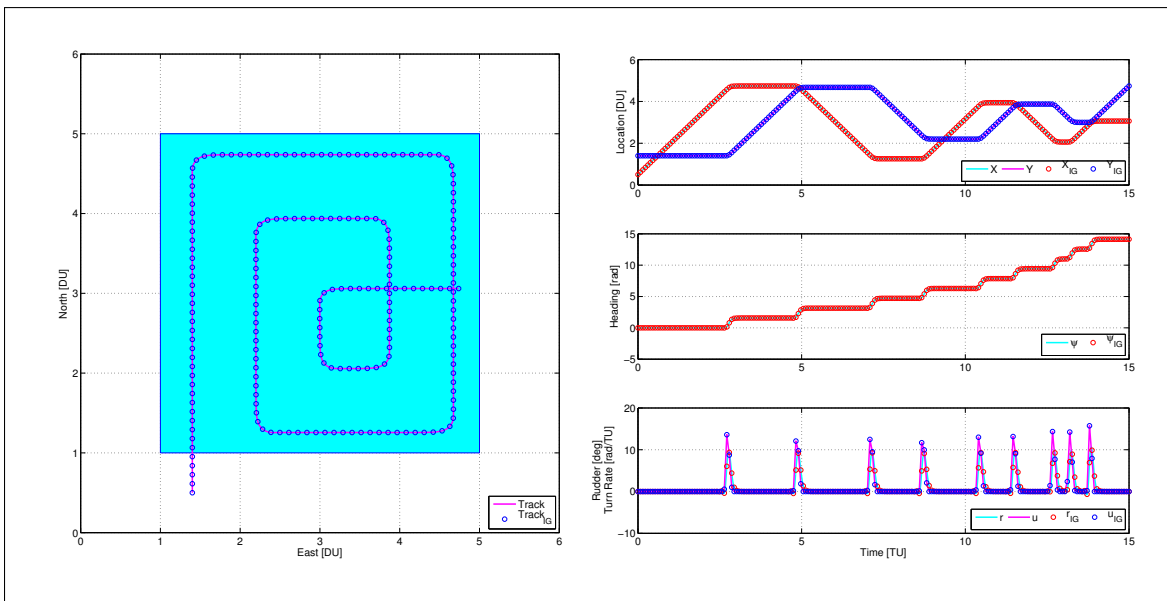 6
5
4
3
2
1
0
0 1 2 3 4 5 6
North [DU]
East [DU]
Track
Track_IG
6
4
2
0
0 5 10 15
Location [DU]
X Y X_IG Y_IG
15
10
5
0
−5
0 5 10 15
Heading [rad]
ψ ψ_IG
20
10
0
−10
0 5 10 15
Rudder [deg]
Turn Rate [rad/TU]
r u r_IG u_IG
Time [TU]